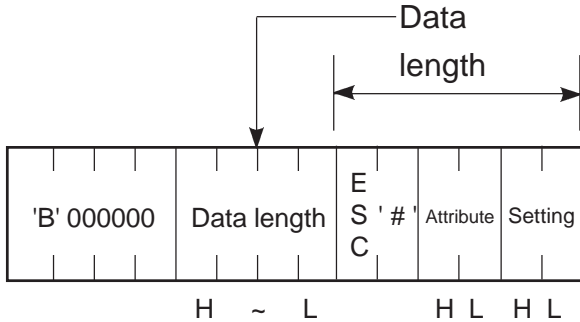 Data
length
'B' 000000 Data length E S C ' # ' Attribute Setting
H ~ L H L H L